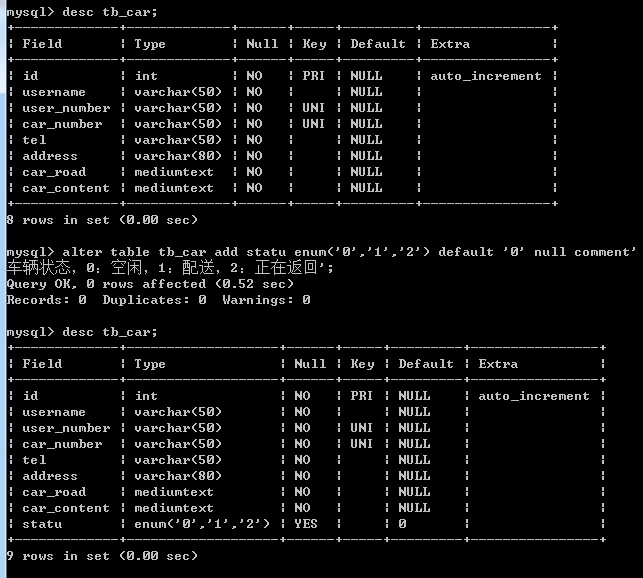 mysql> desc tb_car;
+--------------+-------------+------+-----+---------+----------------+
| Field | Type | Null | Key | Default | Extra |
+--------------+-------------+------+-----+---------+----------------+
| id | int | NO | PRI | NULL | auto_increment |
| username | varchar(50) | NO | | NULL | |
| user_number | varchar(50) | NO | UNI | NULL | |
| car_number | varchar(50) | NO | UNI | NULL | |
| tel | varchar(50) | NO | | NULL | |
| address | varchar(80) | NO | | NULL | |
| car_road | mediumtext | NO | | NULL | |
| car_content | mediumtext | NO | | NULL | |
+--------------+-------------+------+-----+---------+----------------+
8 rows in set (0.00 sec)
mysql> alter table tb_car add statu enum('0','1','2') default '0' null comment'
车辆状态，0：空闲，1：配送，2：正在返回';
Query OK, 0 rows affected (0.52 sec)
Records: 0 Duplicates: 0 Warnings: 0
mysql> desc tb_car;
+--------------+-------------------+------+-----+---------+----------------+
| Field | Type | Null | Key | Default | Extra |
+--------------+-------------------+------+-----+---------+----------------+
| id | int | NO | PRI | NULL | auto_increment |
| username | varchar(50) | NO | | NULL | |
| user_number | varchar(50) | NO | UNI | NULL | |
| car_number | varchar(50) | NO | UNI | NULL | |
| tel | varchar(50) | NO | | NULL | |
| address | varchar(80) | NO | | NULL | |
| car_road | mediumtext | NO | | NULL | |
| car_content | mediumtext | NO | | NULL | |
| statu | enum('0','1','2') | YES | | 0 | |
+--------------+-------------------+------+-----+---------+----------------+
9 rows in set (0.00 sec)